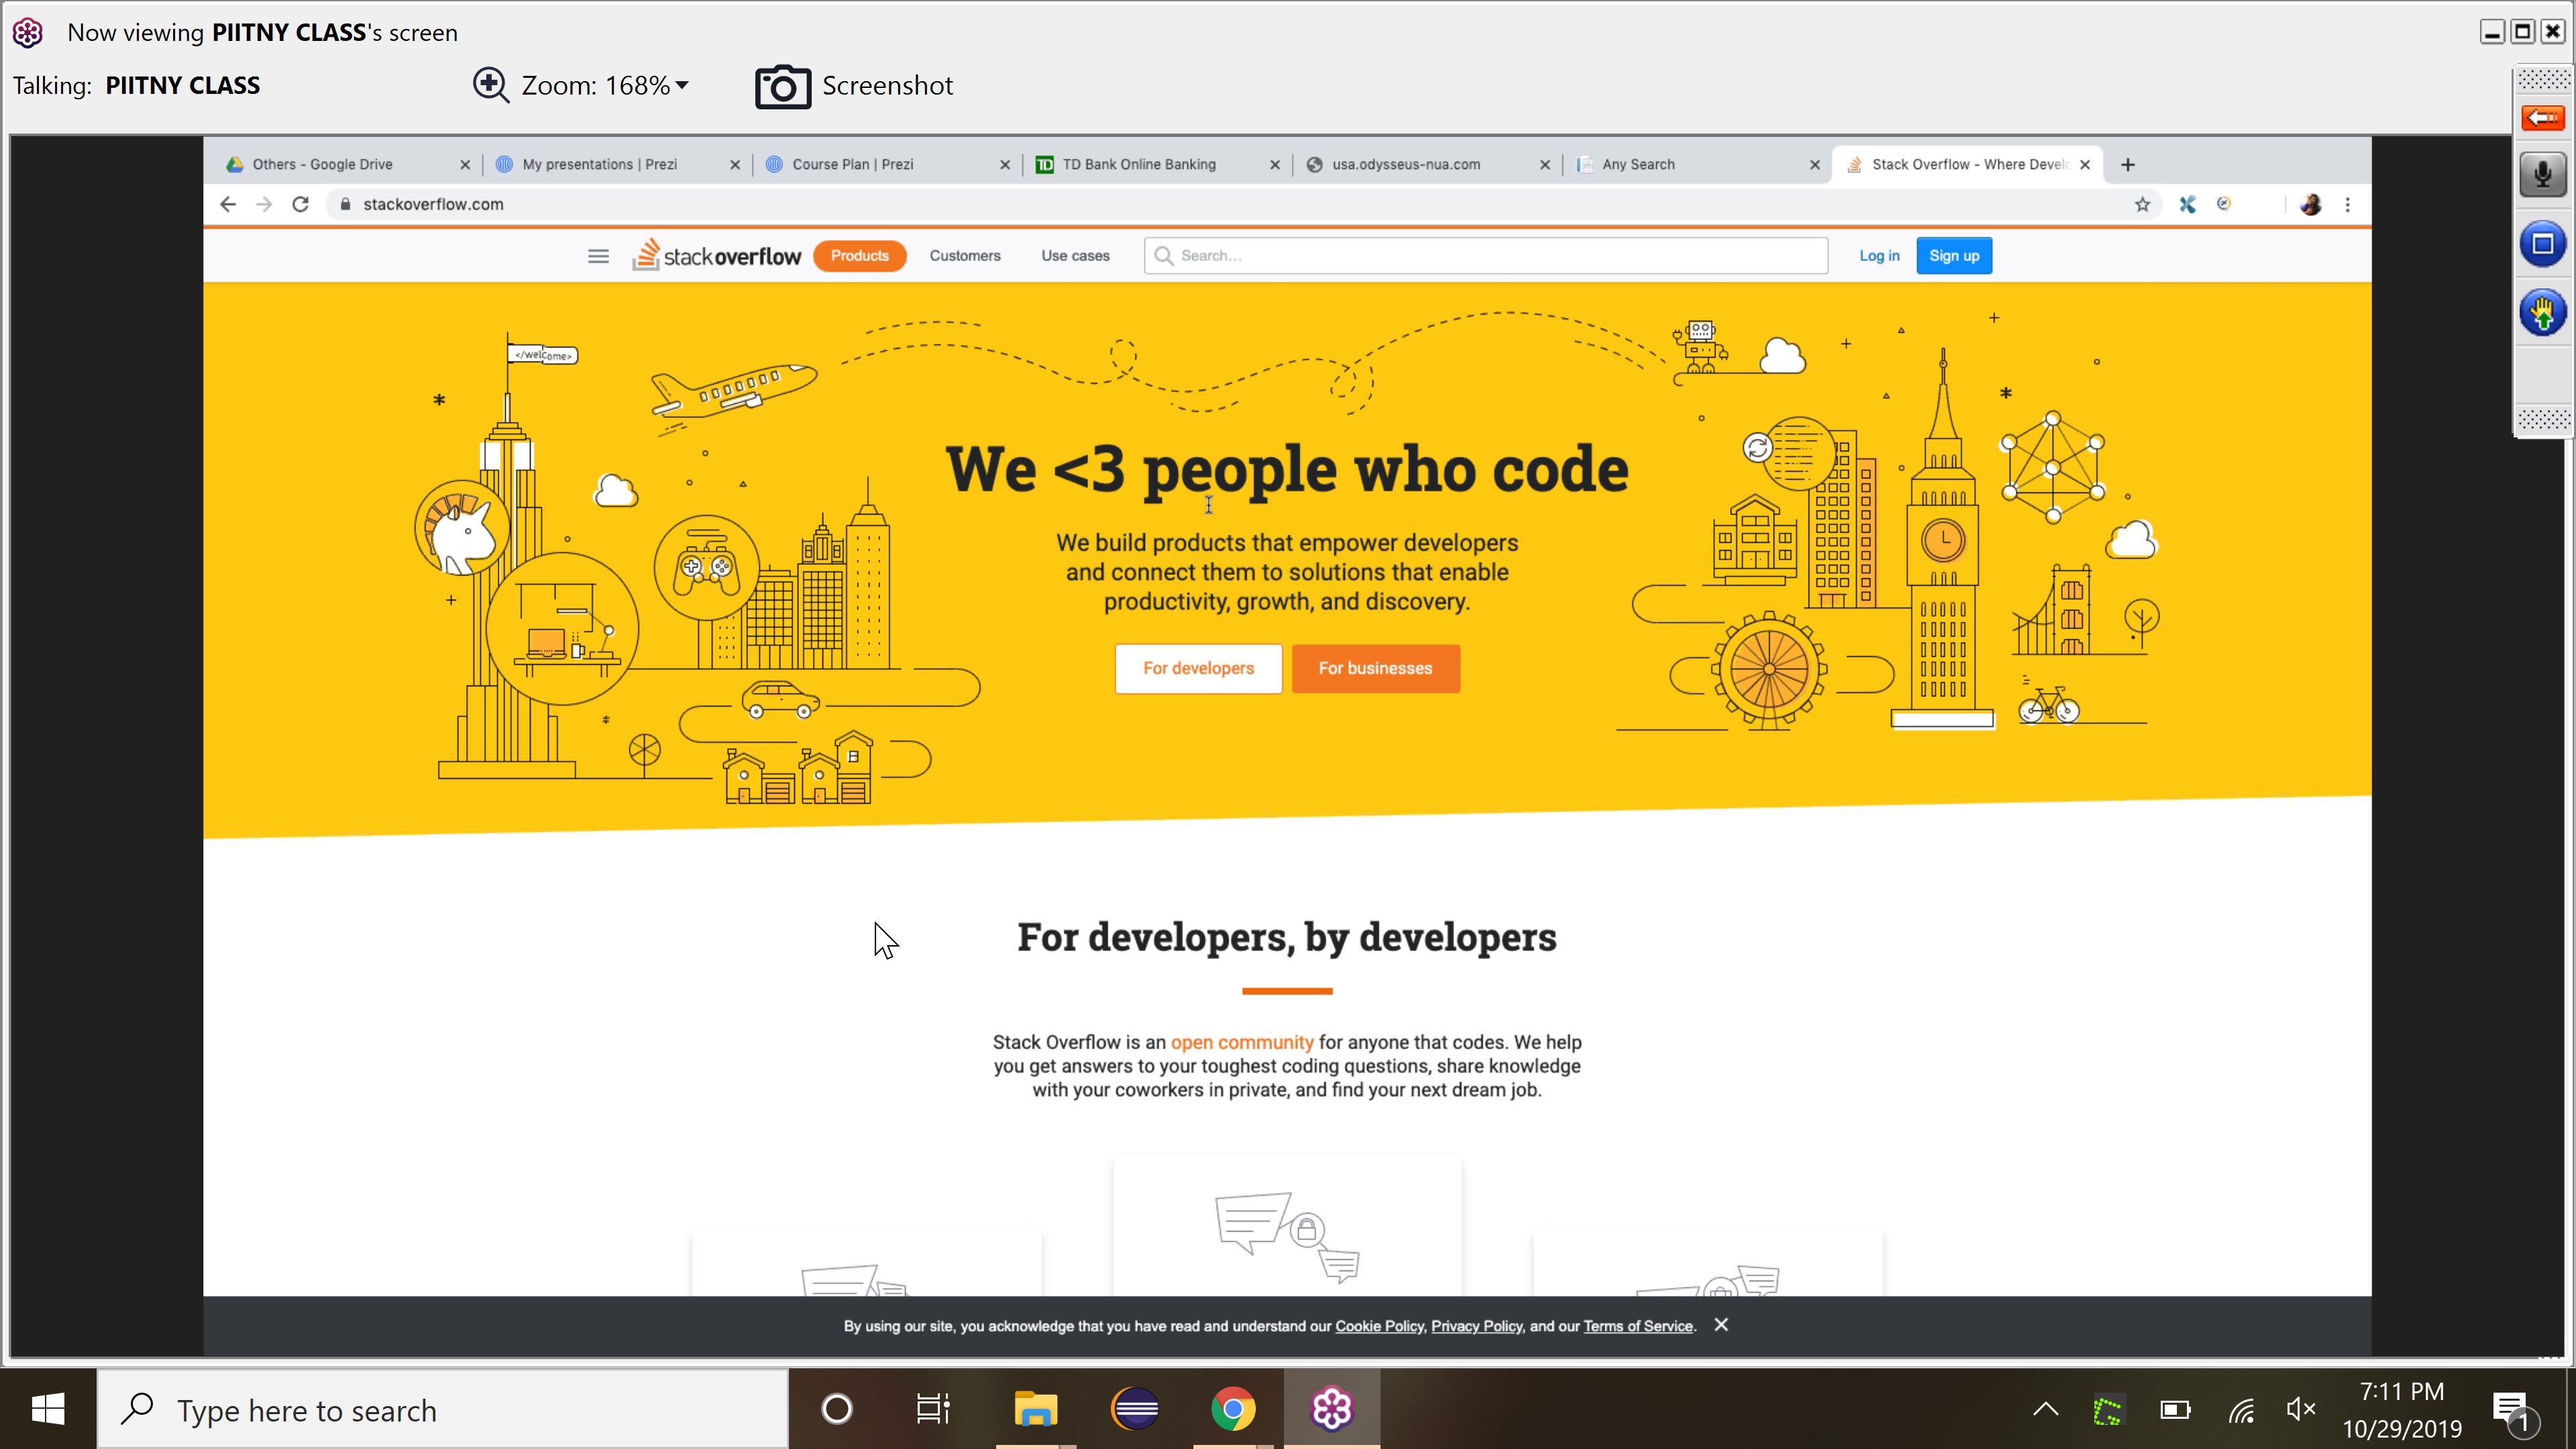 Now viewing PIITNY CLASS's screen
Talking: PIITNY CLASS Zoom: 168% Screenshot
Others - Google Drive My presentations | Prezi Course Plan | Prezi TD TD Bank Online Banking usa.odysseus-nua.com Any Search Stack Overflow - Where Devel
stackoverflow.com
stackoverflow Products Customers Use cases Search... Log in Sign up
</welcome>
We <3 people who code
We build products that empower developers
and connect them to solutions that enable
productivity, growth, and discovery.
For developers For businesses
For developers, by developers
Stack Overflow is an open community for anyone that codes. We help
you get answers to your toughest coding questions, share knowledge
with your coworkers in private, and find your next dream job.
By using our site, you acknowledge that you have read and understand our Cookie Policy, Privacy Policy, and our Terms of Service.
Type here to search
7:11 PM
10/29/2019
1